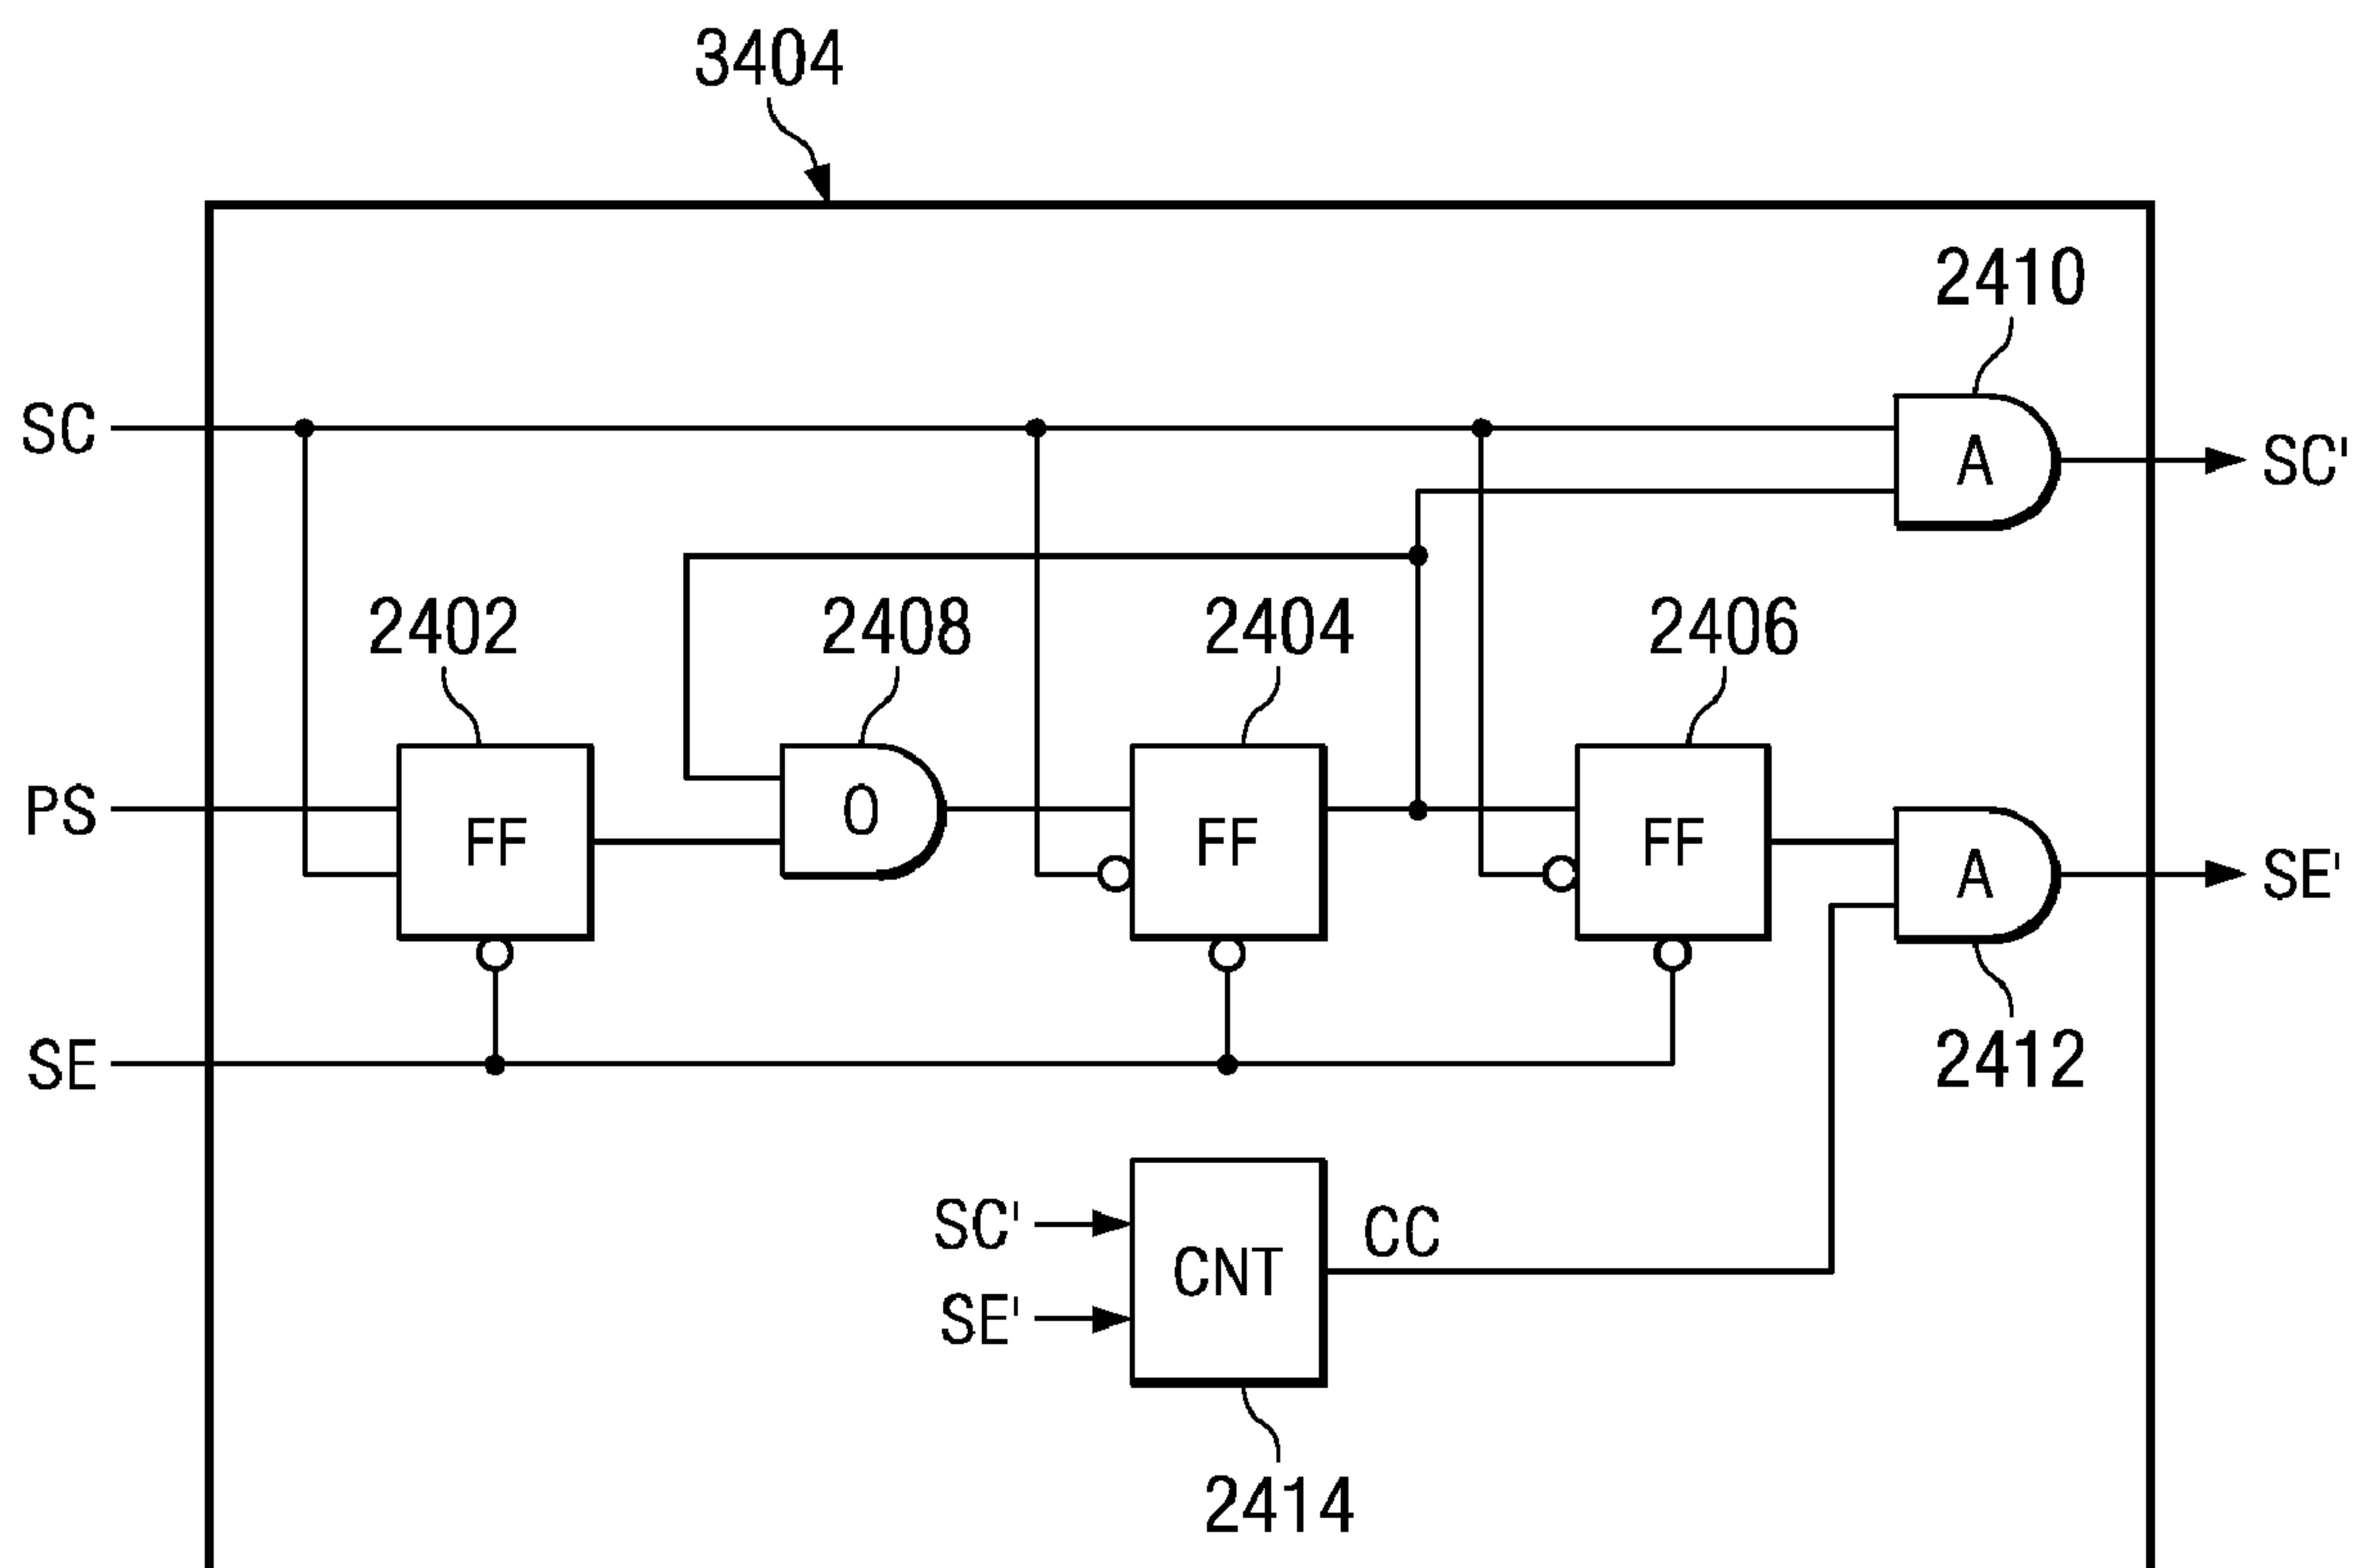 3404
2410
SC
SC'
2402
2408
2404
2406
A
PS
FF
O
FF
FF
A
SE'
SE
2412
SC'
CC
CNT
SE'
2414